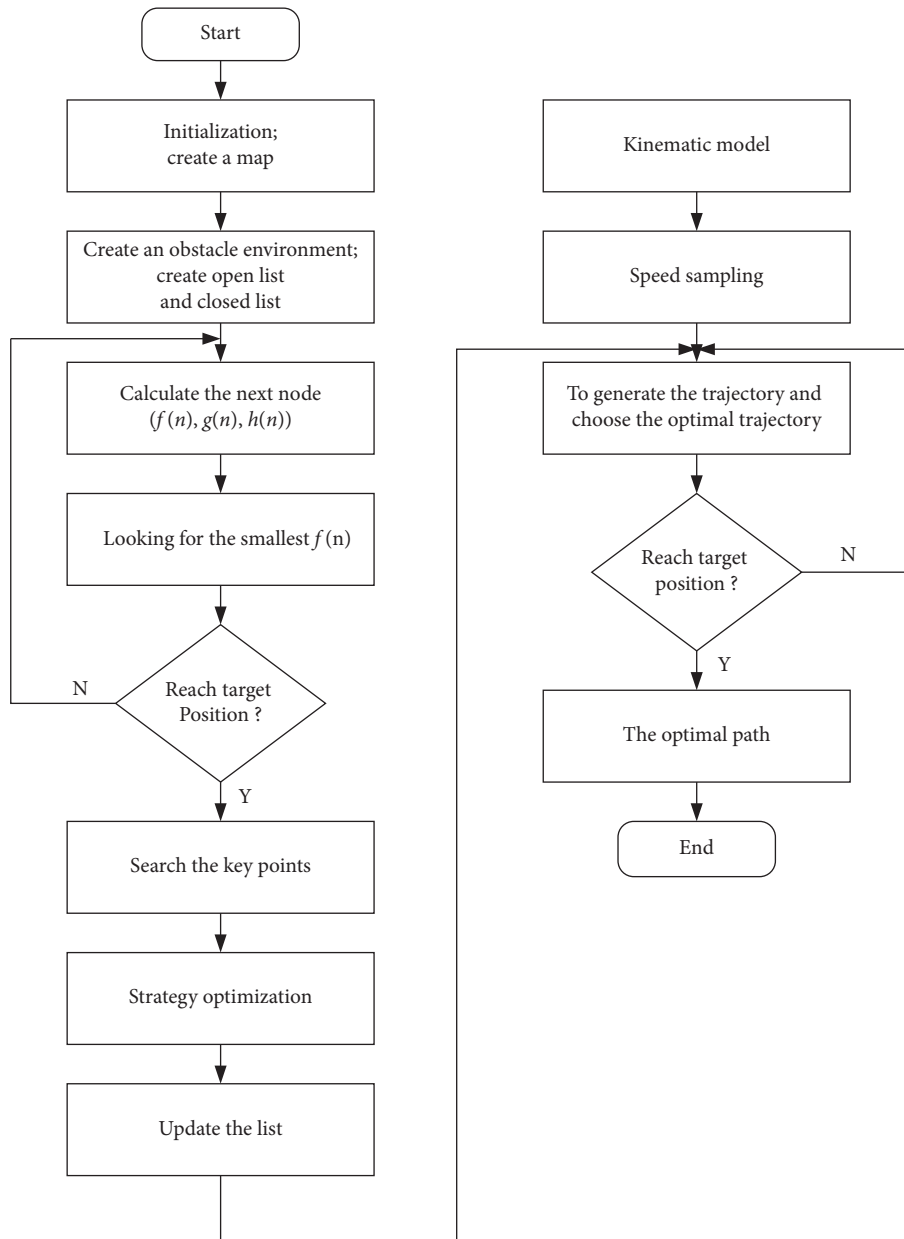 Start
Initialization;
create a map
Create an obstacle environment;
create open list
and closed list
Calculate the next node
(f (n), g(n), h(n))
Looking for the smallest f (n)
N
Reach target
Position ?
Y
Search the key points
Strategy optimization
Update the list
Kinematic model
Speed sampling
To generate the trajectory and
choose the optimal trajectory
Reach target
position ?
N
Y
The optimal path
End